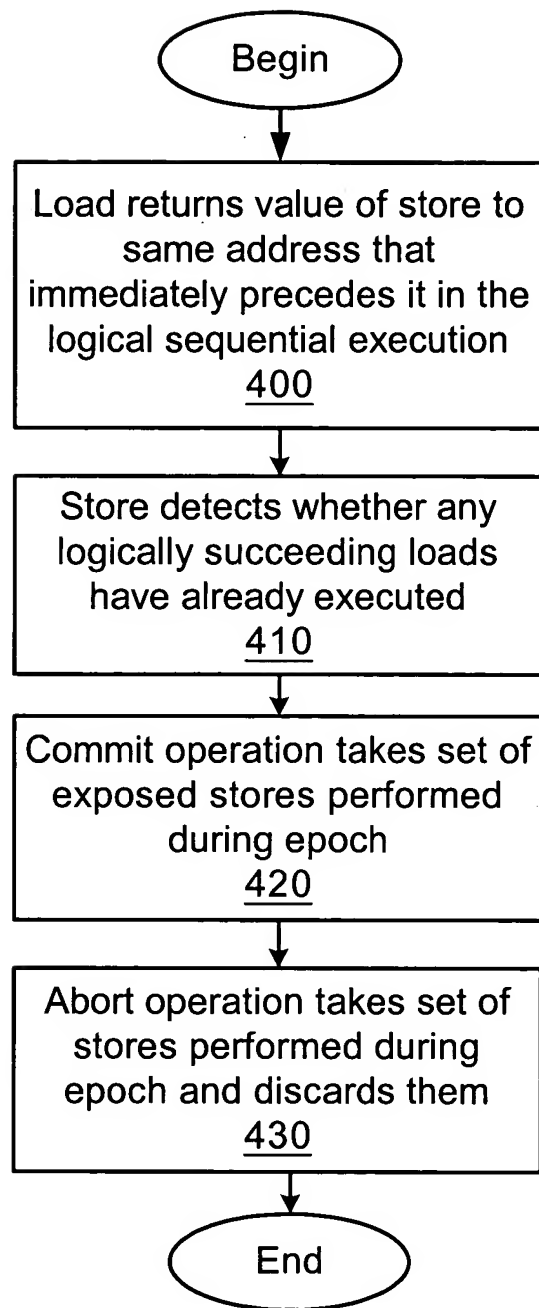 Begin
Load returns value of store to
same address that
immediately precedes it in the
logical sequential execution
400
Store detects whether any
logically succeeding loads
have already executed
410
Commit operation takes set of
exposed stores performed
during epoch
420
Abort operation takes set of
stores performed during
epoch and discards them
430
End